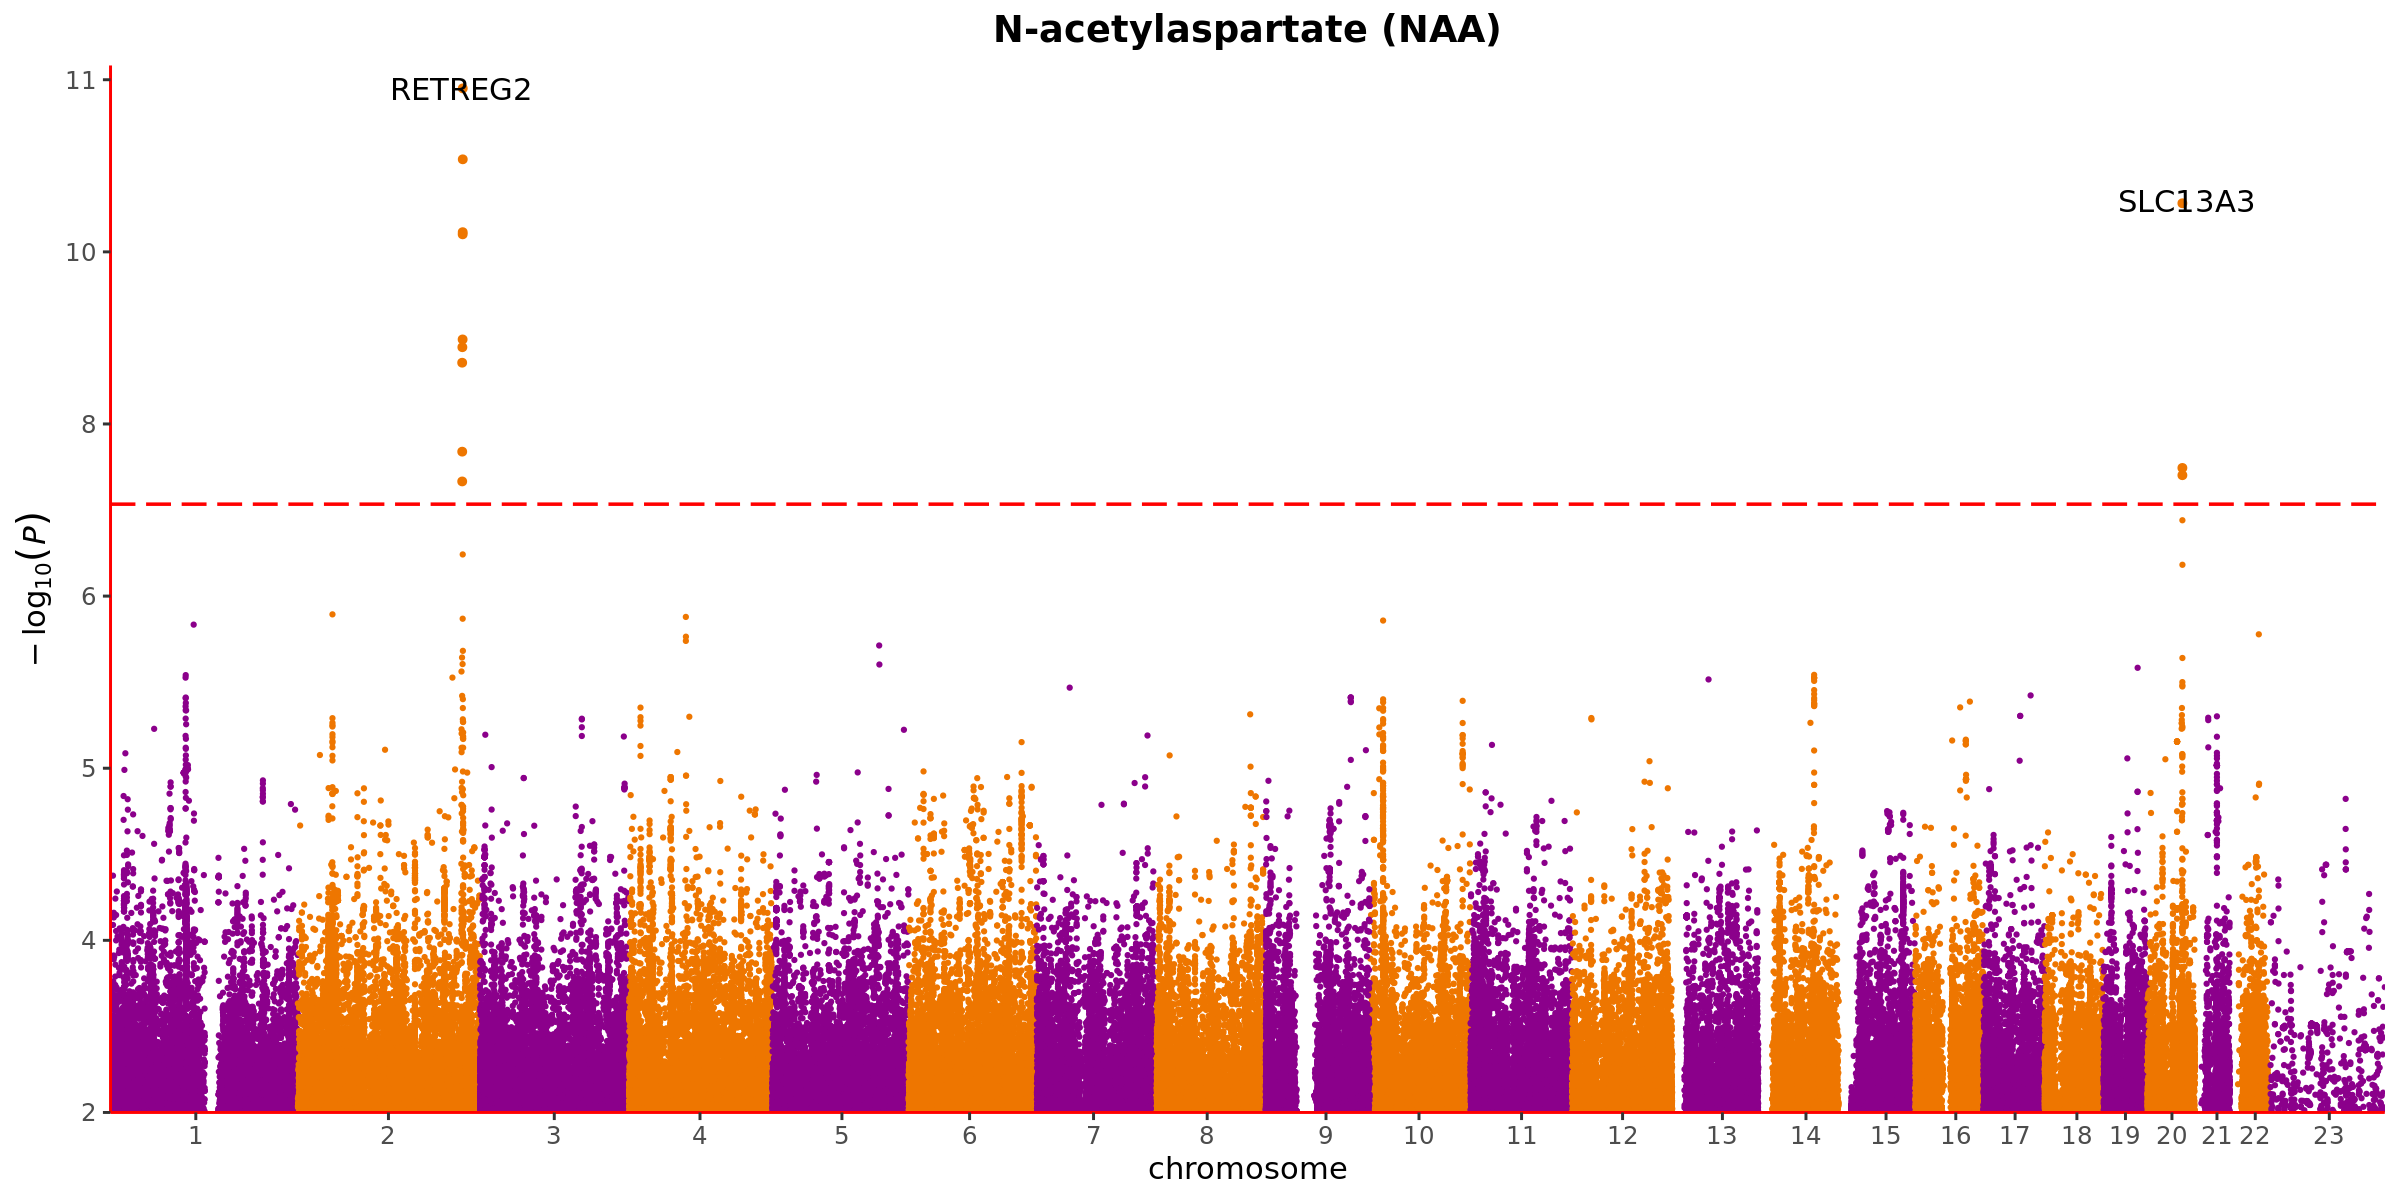 N-acetylaspartate (NAA)
11
RETREG2
SLC13A3
10
8
6
5
4
2
− log10(P)
1 2 3 4 5 6 7 8 9 10 11 12 13 14 15 16 17 18 19 20 21 22 23
chromosome